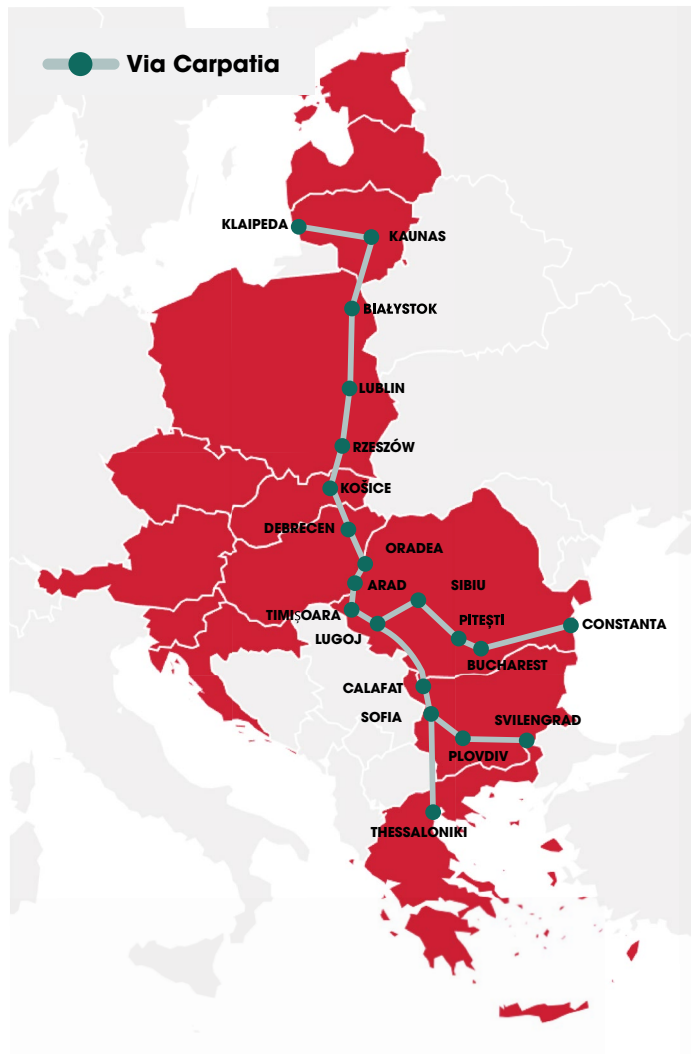 Via Carpatia
KLAIPEDA
KAUNAS
BIAŁYSTOK
LUBLIN
RZESZÓW
KOŠICE
DEBRECEN
ORADEA
ARAD
SIBIU
TIMIȘOARA
PITEȘTI
CONSTANTA
LUGOJ
BUCHAREST
CALAFAT
SOFIA
SVILENGRAD
PLOVDIV
THESSALONIKI